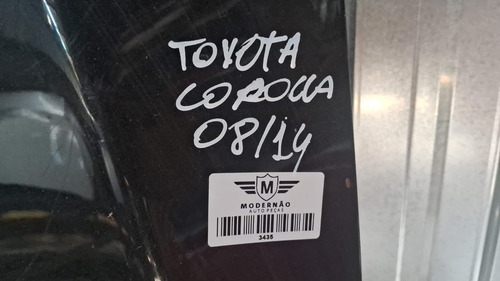 TOYOTA
COROLLA
08/14
M
MODERNÃO
AUTO PEÇAS
3435